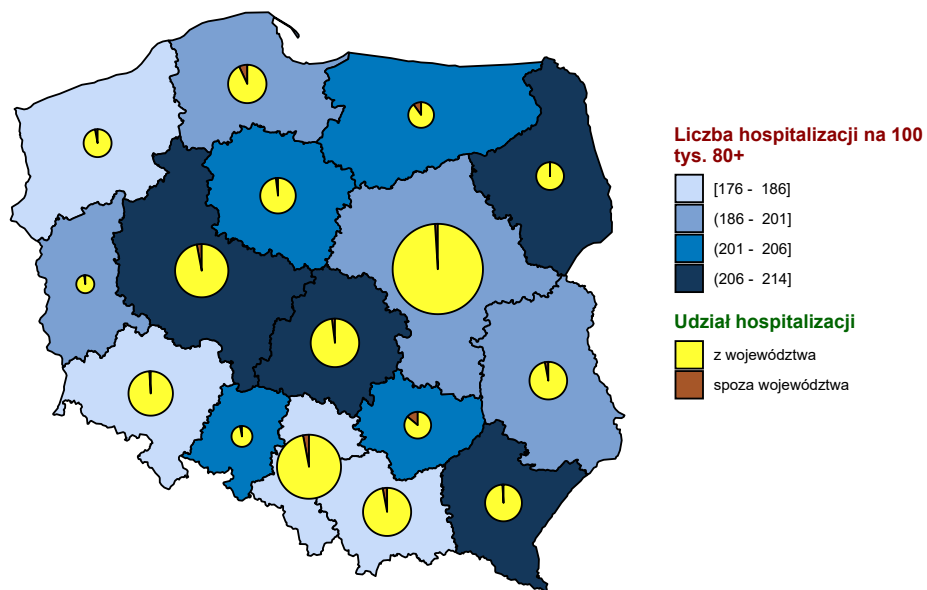 Liczba hospitalizacji na 100
tys. 80+
[176 - 186]
(186 - 201]
(201 - 206]
(206 - 214]
Udział hospitalizacji
z województwa
spoza województwa